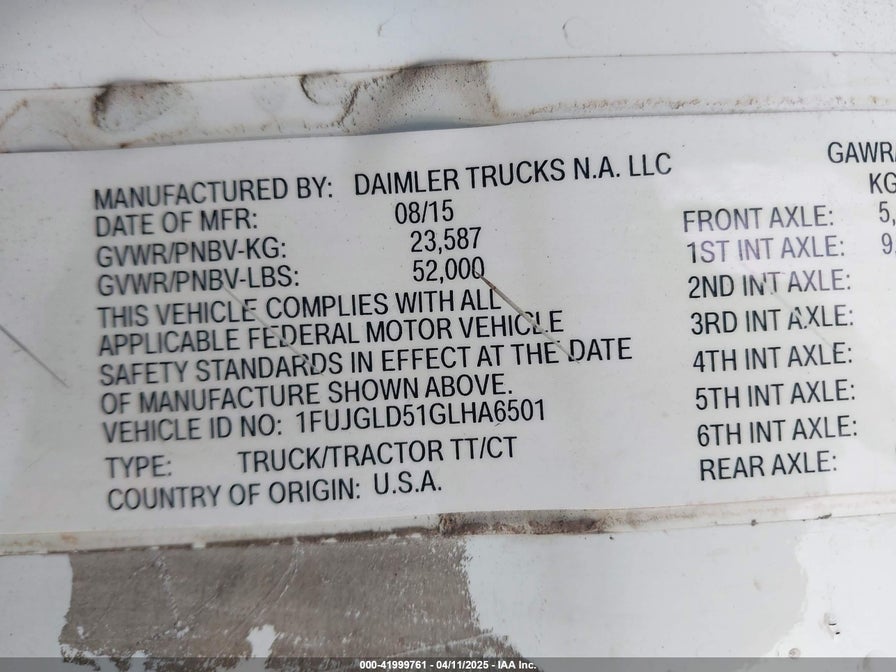 MANUFACTURED BY: DAIMLER TRUCKS N.A. LLC
DATE OF MFR: 08/15
GVWR/PNBV-KG: 23,587
GVWR/PNBV-LBS: 52,000
THIS VEHICLE COMPLIES WITH ALL
APPLICABLE FEDERAL MOTOR VEHICLE
SAFETY STANDARDS IN EFFECT AT THE DATE
OF MANUFACTURE SHOWN ABOVE.
VEHICLE ID NO: 1FUJGLD51GLHA6501
TYPE: TRUCK/TRACTOR TT/CT
COUNTRY OF ORIGIN: U.S.A.
GAWR/
KG
FRONT AXLE: 5,
1ST INT AXLE: 9,
2ND INT AXLE:
3RD INT AXLE:
4TH INT AXLE:
5TH INT AXLE:
6TH INT AXLE:
REAR AXLE:
000-41999761 - 04/11/2025 - IAA Inc.